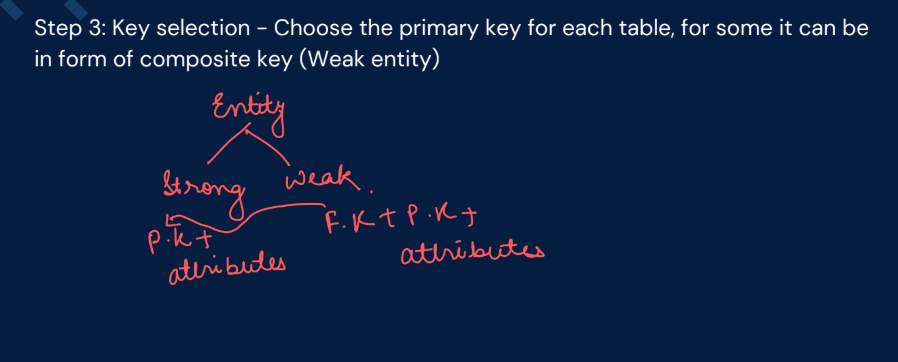 Step 3: Key selection - Choose the primary key for each table, for some it can be
in form of composite key (Weak entity)
Entity
Strong
Weak.
P.K +
attributes
F.K + P.K +
attributes